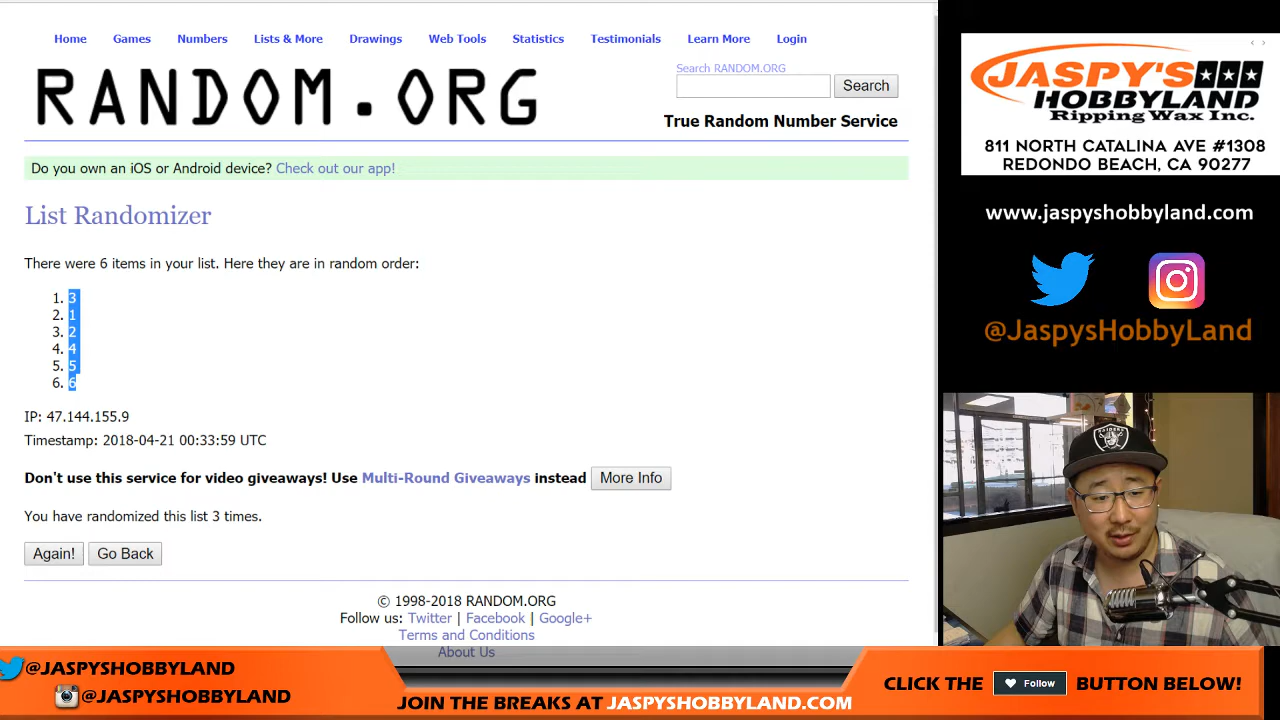 Home Games Numbers Lists & More Drawings Web Tools Statistics Testimonials Learn More Login
RANDOM.ORG
Search RANDOM.ORG
Search
True Random Number Service
Do you own an iOS or Android device? Check out our app!
List Randomizer
There were 6 items in your list. Here they are in random order:
1. 3
2. 1
3. 2
4. 4
5. 5
6. 6
IP: 47.144.155.9
Timestamp: 2018-04-21 00:33:59 UTC
Don't use this service for video giveaways! Use Multi-Round Giveaways instead More Info
You have randomized this list 3 times.
Again! Go Back
© 1998-2018 RANDOM.ORG
Follow us: Twitter | Facebook | Google+
Terms and Conditions
About Us
JASPY'S
HOBBYLAND
Ripping Wax Inc.
811 NORTH CATALINA AVE #1308
REDONDO BEACH, CA 90277
www.jaspyshobbyland.com
@JaspysHobbyLand
RAIDERS
@JASPYSHOBBYLAND
@JASPYSHOBBYLAND
JOIN THE BREAKS AT JASPYSHOBBYLAND.COM
CLICK THE Follow BUTTON BELOW!